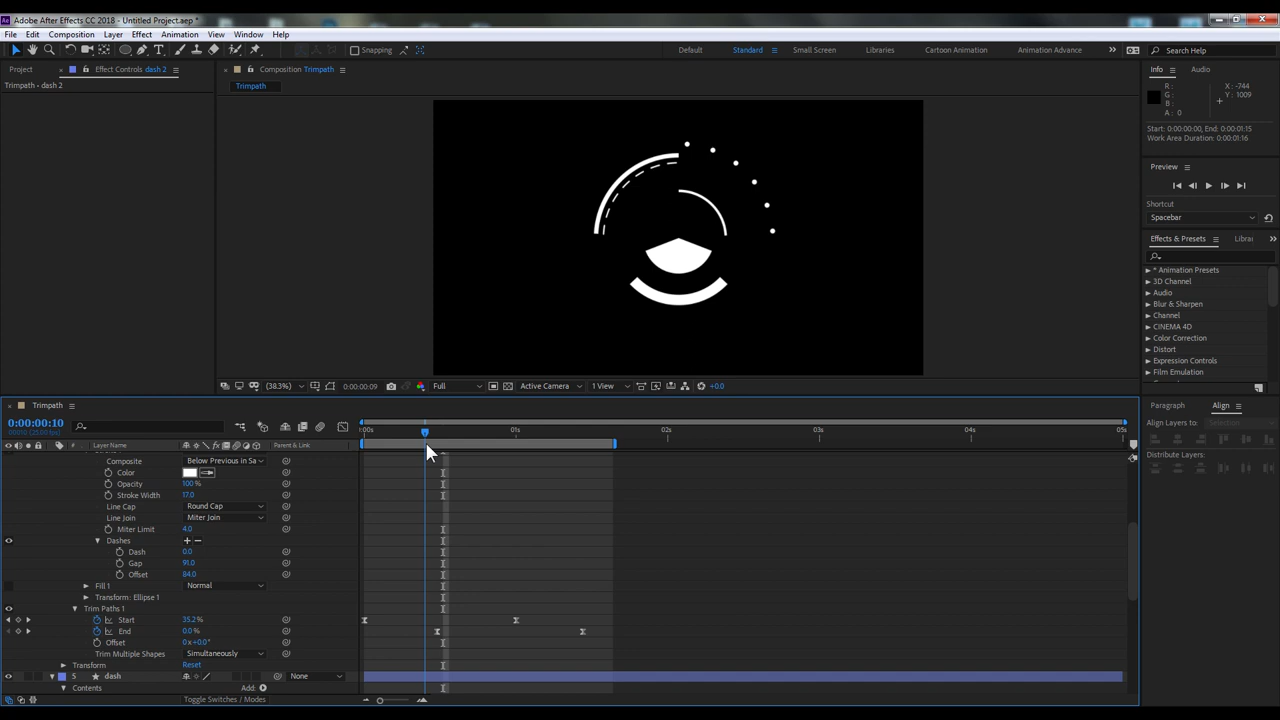 Adobe After Effects CC 2018 - Untitled Project.aep *
File Edit Composition Layer Effect Animation View Window Help
Snapping Default Standard Small Screen Libraries Cartoon Animation Animation Advance Search Help
Project Effect Controls dash 2 Composition Trimpath Info Audio
Trimpath • dash 2 Trimpath
R : X : -744
G : Y : 1009
B :
A : 0
Start: 0:00:00:00, End: 0:00:01:15
Work Area Duration: 0:00:01:16
Preview
Shortcut
Spacebar
Effects & Presets Librai
* Animation Presets
3D Channel
Audio
Blur & Sharpen
Channel
CINEMA 4D
Color Correction
Distort
Expression Controls
Film Emulation
(38.3%) 0:00:00:09 Full Active Camera 1 View +0.0
Trimpath
Paragraph Align
0:00:00:10
Align Layers to: Selection
Distribute Layers:
:00s 01s 02s 03s 04s 05s
Layer Name Parent & Link
Composite Below Previous in Sa
Color
Opacity 100 %
Stroke Width 17.0
Line Cap Round Cap
Line Join Miter Join
Miter Limit 4.0
Dashes + −
Dash 0.0
Gap 91.0
Offset 84.0
Fill 1 Normal
Transform: Ellipse 1
Trim Paths 1
Start 35.2 %
End 0.0 %
Offset 0 x +0.0 °
Trim Multiple Shapes Simultaneously
Transform Reset
S dash None
Contents Add:
Toggle Switches / Modes